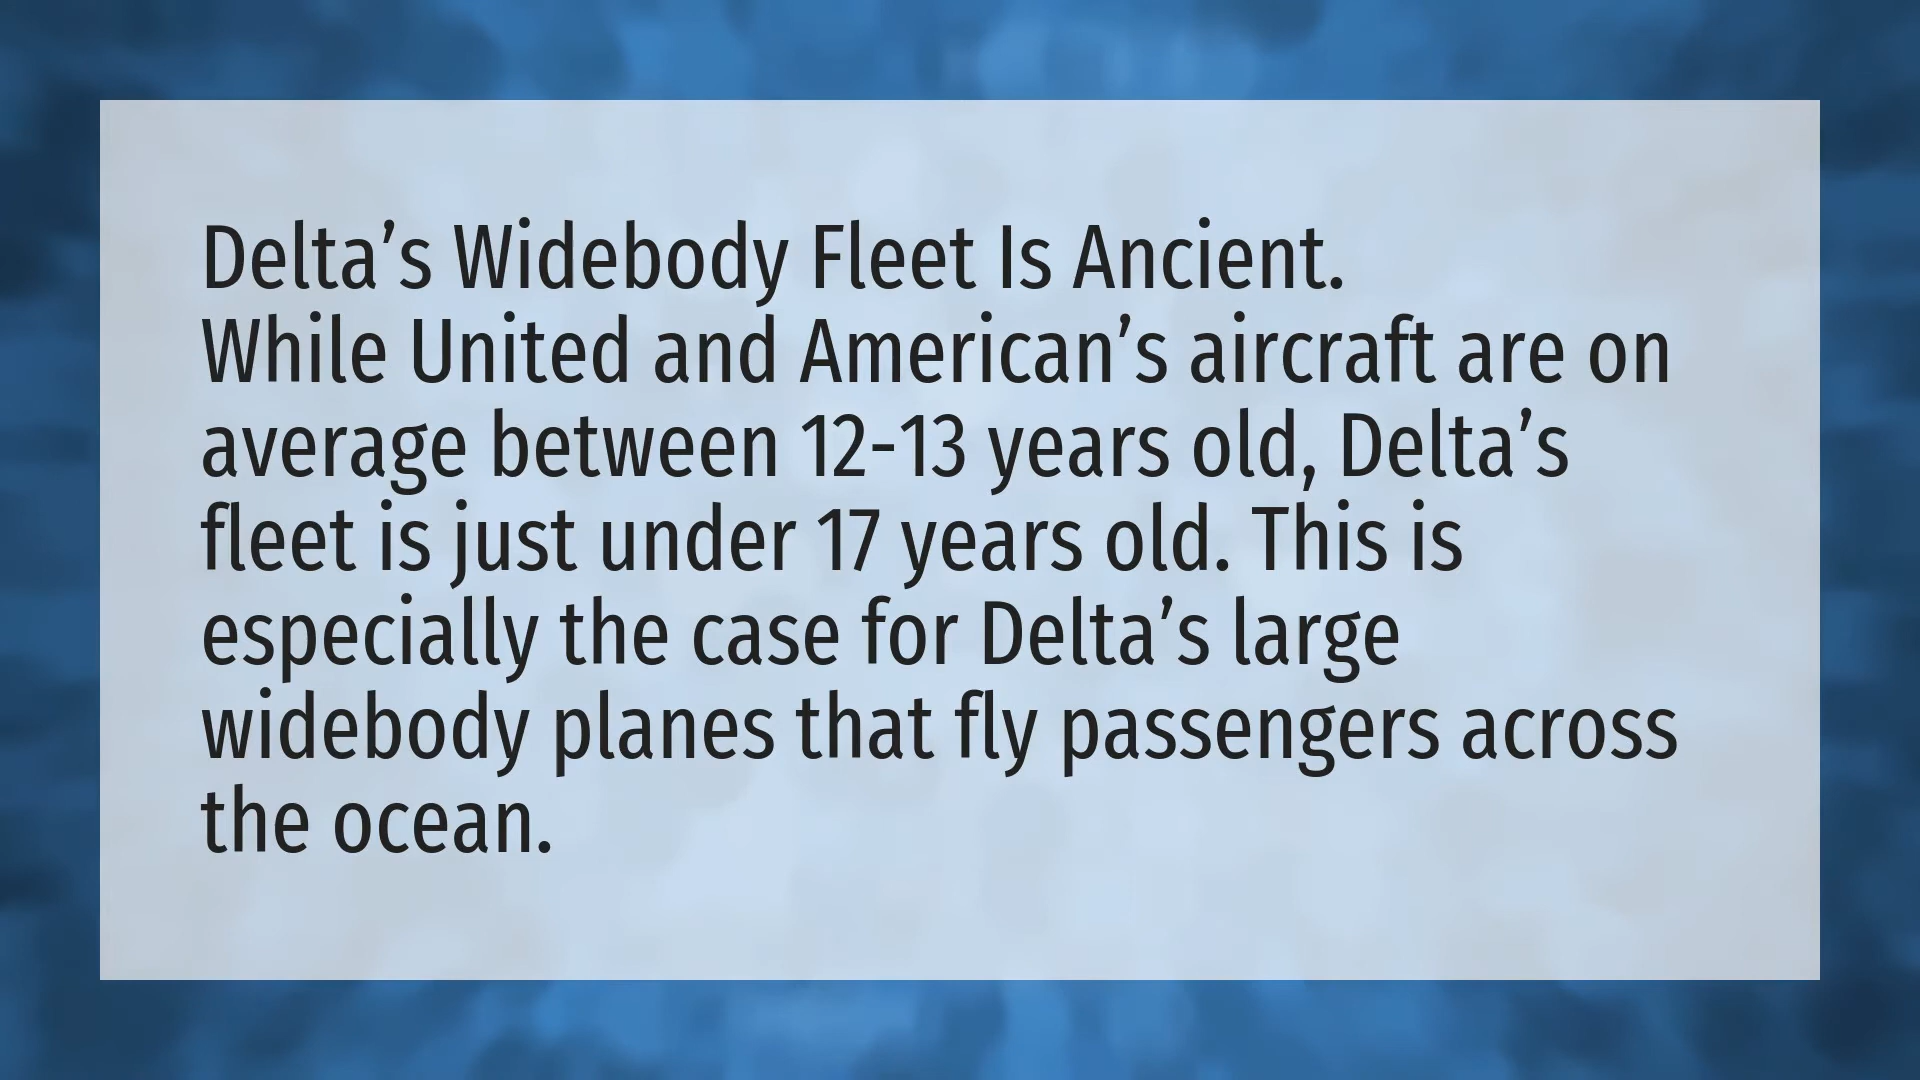 Delta’s Widebody Fleet Is Ancient.
While United and American’s aircraft are on
average between 12-13 years old, Delta’s
fleet is just under 17 years old. This is
especially the case for Delta’s large
widebody planes that fly passengers across
the ocean.